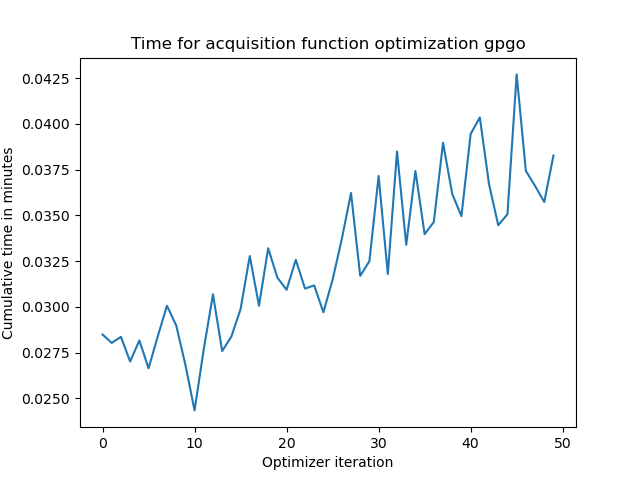 Time for acquisition function optimization gpgo
0.0425
0.0400
0.0375
0.0350
0.0325
0.0300
0.0275
0.0250
Cumulative time in minutes
0 10 20 30 40 50
Optimizer iteration